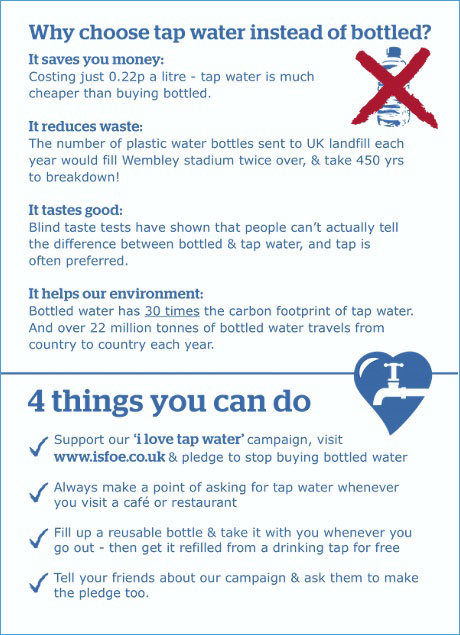 Why choose tap water instead of bottled?
It saves you money:
Costing just 0.22p a litre - tap water is much
cheaper than buying bottled.
It reduces waste:
The number of plastic water bottles sent to UK landfill each
year would fill Wembley stadium twice over, & take 450 yrs
to breakdown!
It tastes good:
Blind taste tests have shown that people can't actually tell
the difference between bottled & tap water, and tap is
often preferred.
It helps our environment:
Bottled water has 30 times the carbon footprint of tap water.
And over 22 million tonnes of bottled water travels from
country to country each year.
4 things you can do
Support our 'i love tap water' campaign, visit
www.isfoe.co.uk & pledge to stop buying bottled water
Always make a point of asking for tap water whenever
you visit a café or restaurant
Fill up a reusable bottle & take it with you whenever you
go out - then get it refilled from a drinking tap for free
Tell your friends about our campaign & ask them to make
the pledge too.